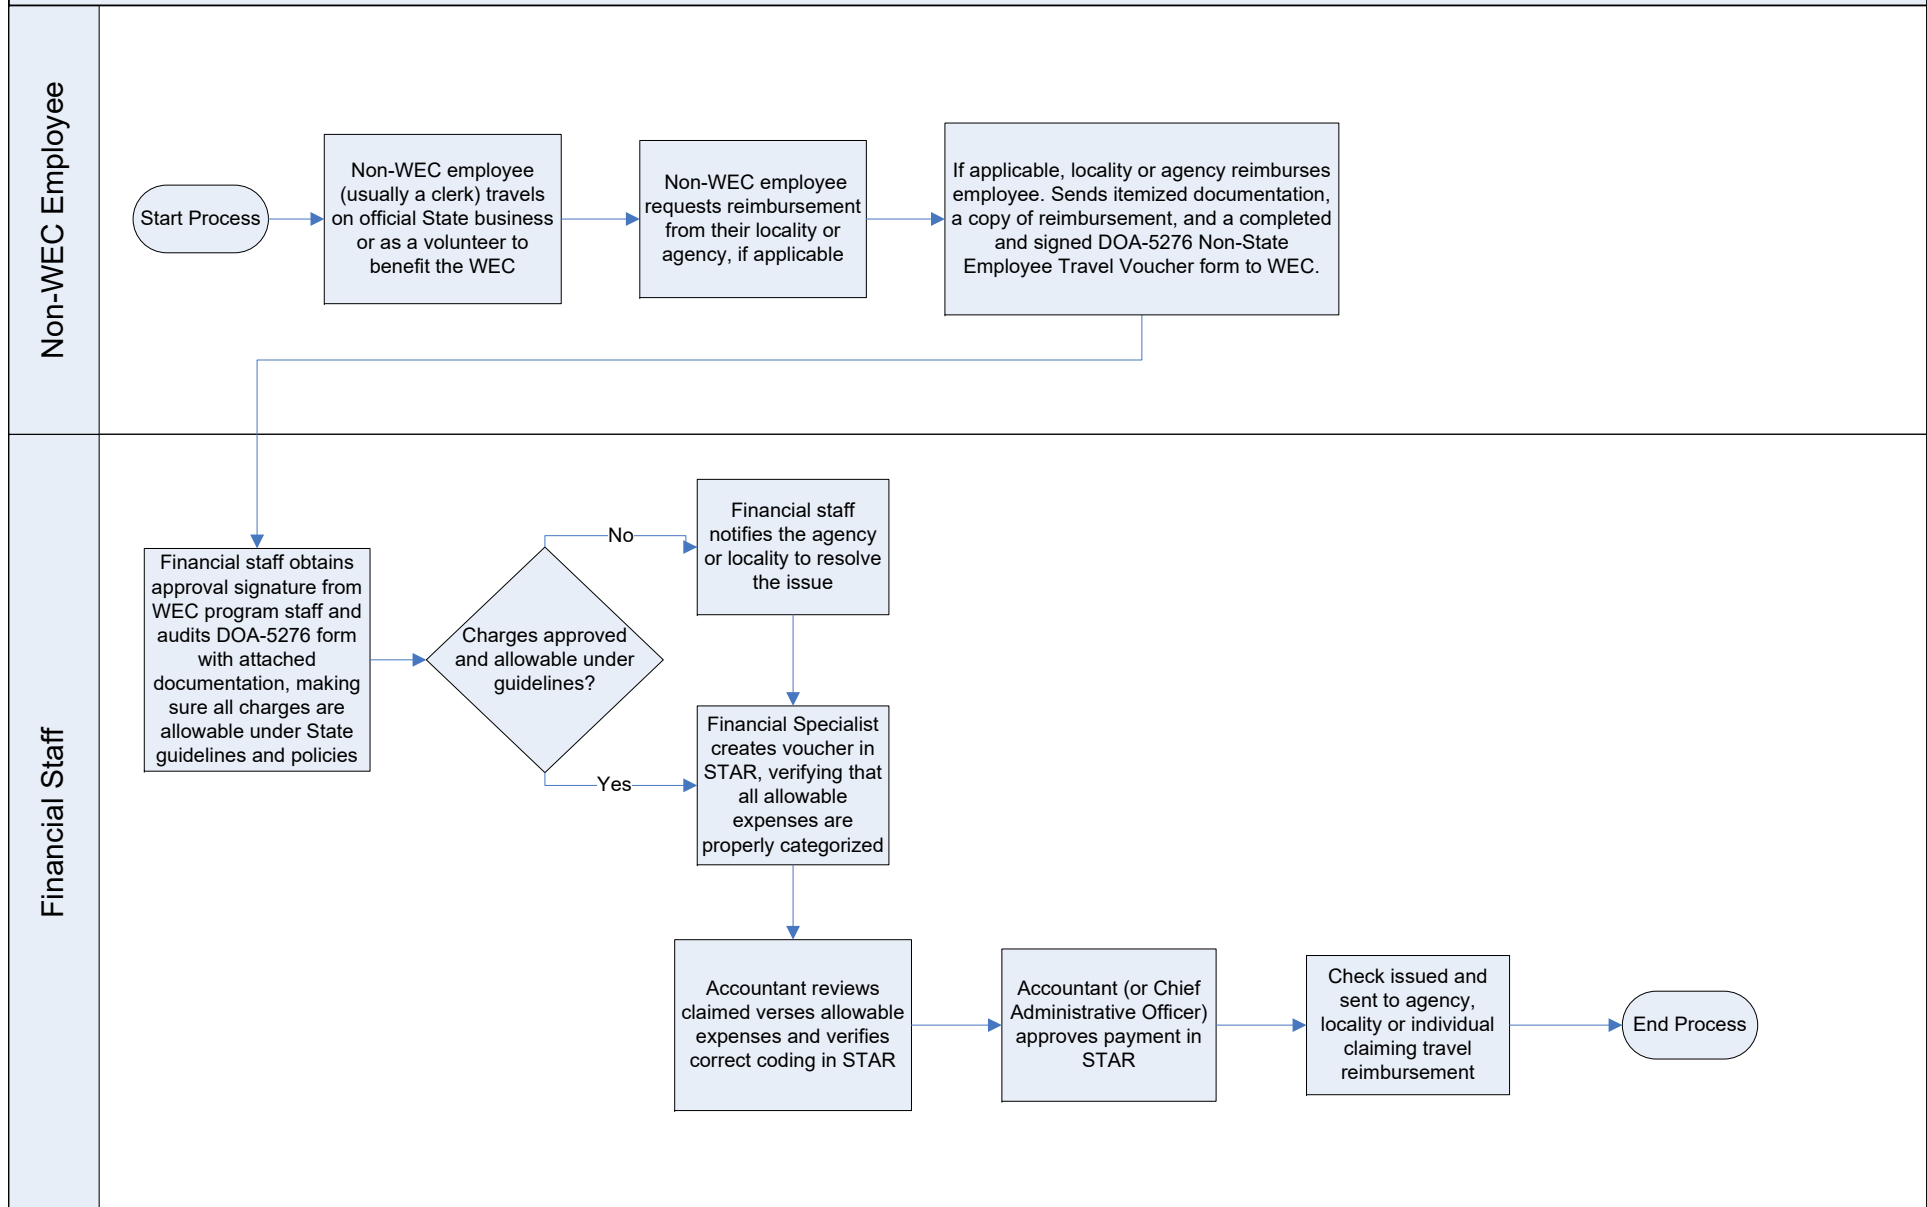 Non-WEC Employee
Start Process
Non-WEC employee
(usually a clerk) travels
on official State business
or as a volunteer to
benefit the WEC
Non-WEC employee
requests reimbursement
from their locality or
agency, if applicable
If applicable, locality or agency reimburses
employee. Sends itemized documentation,
a copy of reimbursement, and a completed
and signed DOA-5276 Non-State
Employee Travel Voucher form to WEC.
Financial Staff
Financial staff obtains
approval signature from
WEC program staff and
audits DOA-5276 form
with attached
documentation, making
sure all charges are
allowable under State
guidelines and policies
Charges approved
and allowable under
guidelines?
No
Financial staff
notifies the agency
or locality to resolve
the issue
Yes
Financial Specialist
creates voucher in
STAR, verifying that
all allowable
expenses are
properly categorized
Accountant reviews
claimed verses allowable
expenses and verifies
correct coding in STAR
Accountant (or Chief
Administrative Officer)
approves payment in
STAR
Check issued and
sent to agency,
locality or individual
claiming travel
reimbursement
End Process